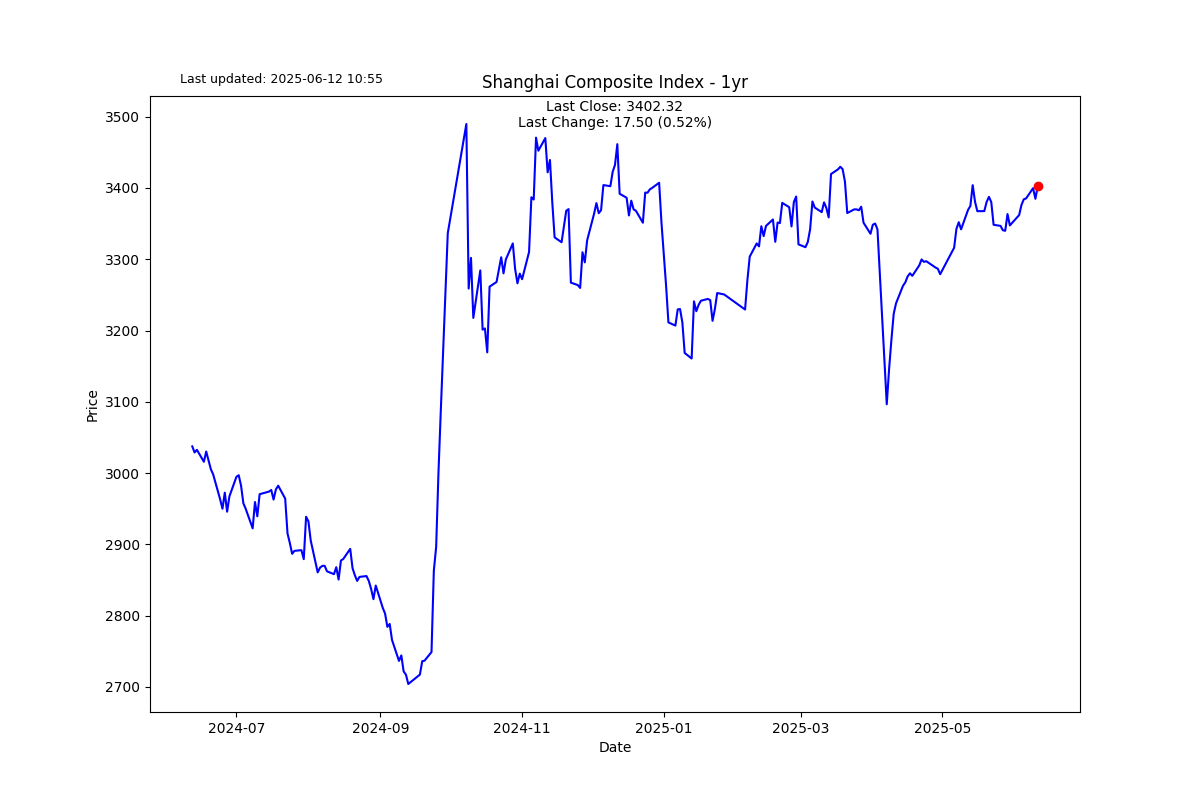 Last updated: 2025-06-12 10:55
Shanghai Composite Index - 1yr
Last Close: 3402.32
Last Change: 17.50 (0.52%)
3500
3400
3300
3200
3100
3000
2900
2800
2700
Price
2024-07
2024-09
2024-11
2025-01
2025-03
2025-05
Date